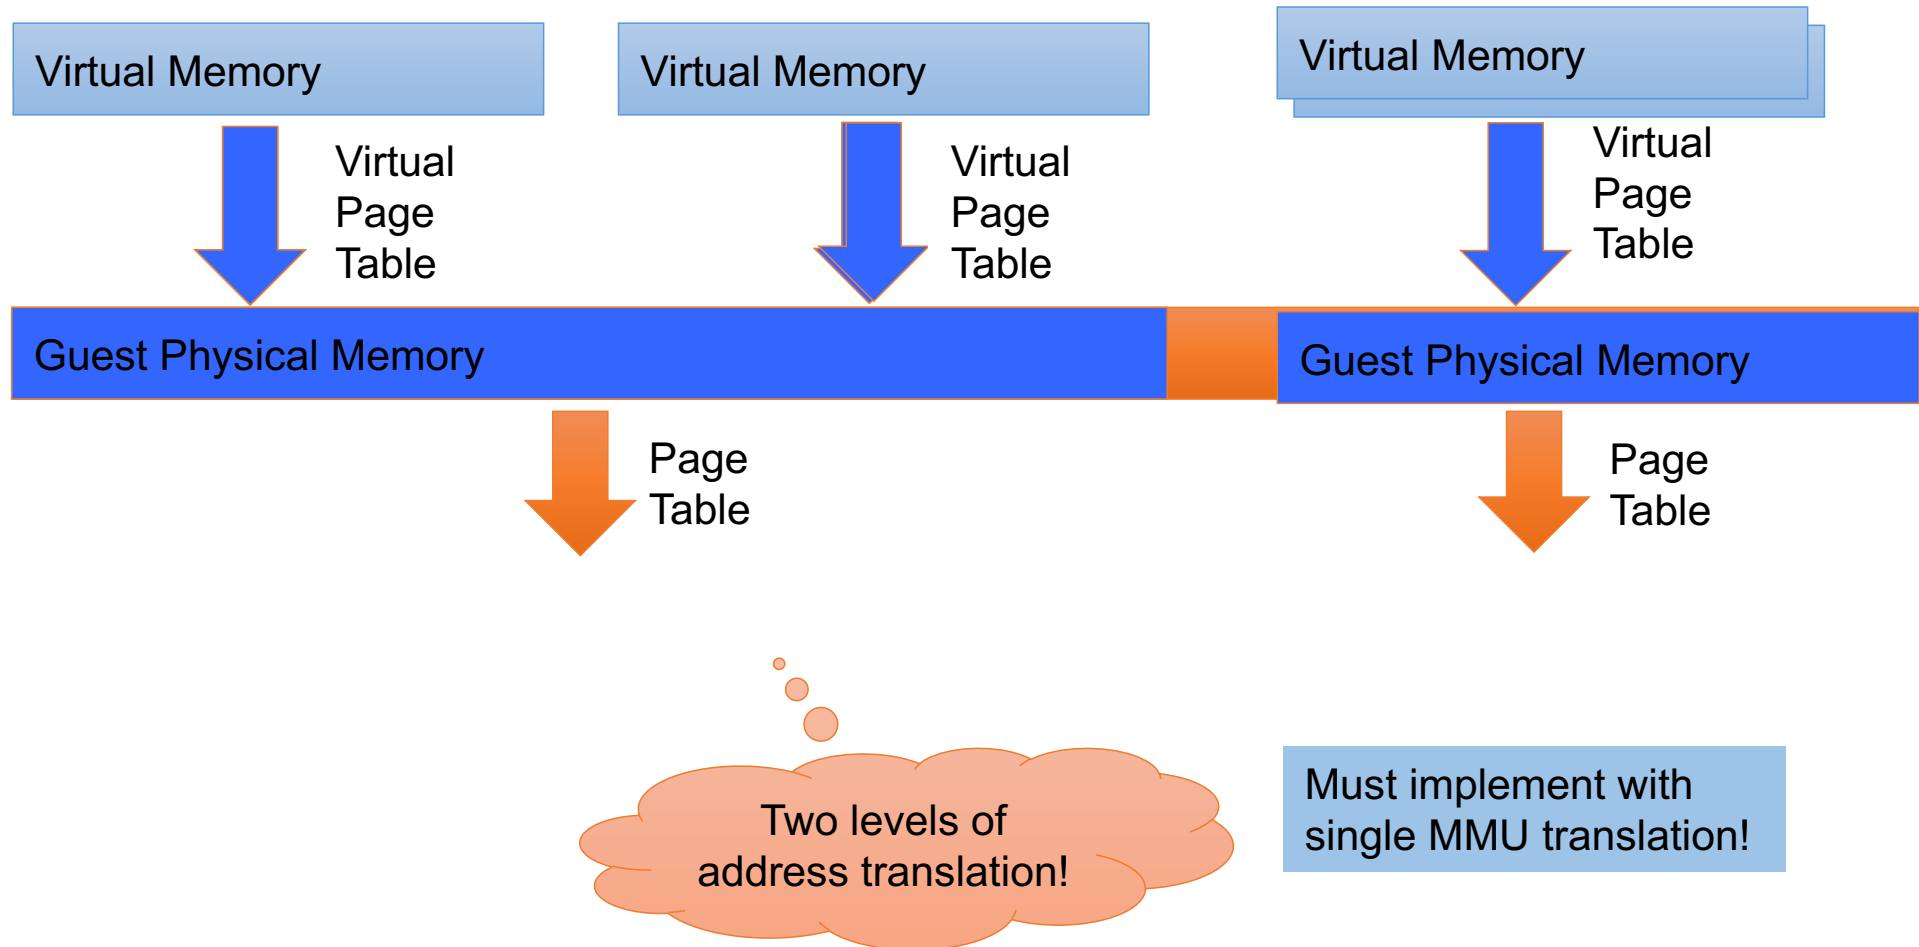 Virtual Memory
Virtual Memory
Virtual Memory
Virtual
Page
Table
Virtual
Page
Table
Virtual
Page
Table
Guest Physical Memory
Guest Physical Memory
Page
Table
Page
Table
Two levels of
address translation!
Must implement with
single MMU translation!